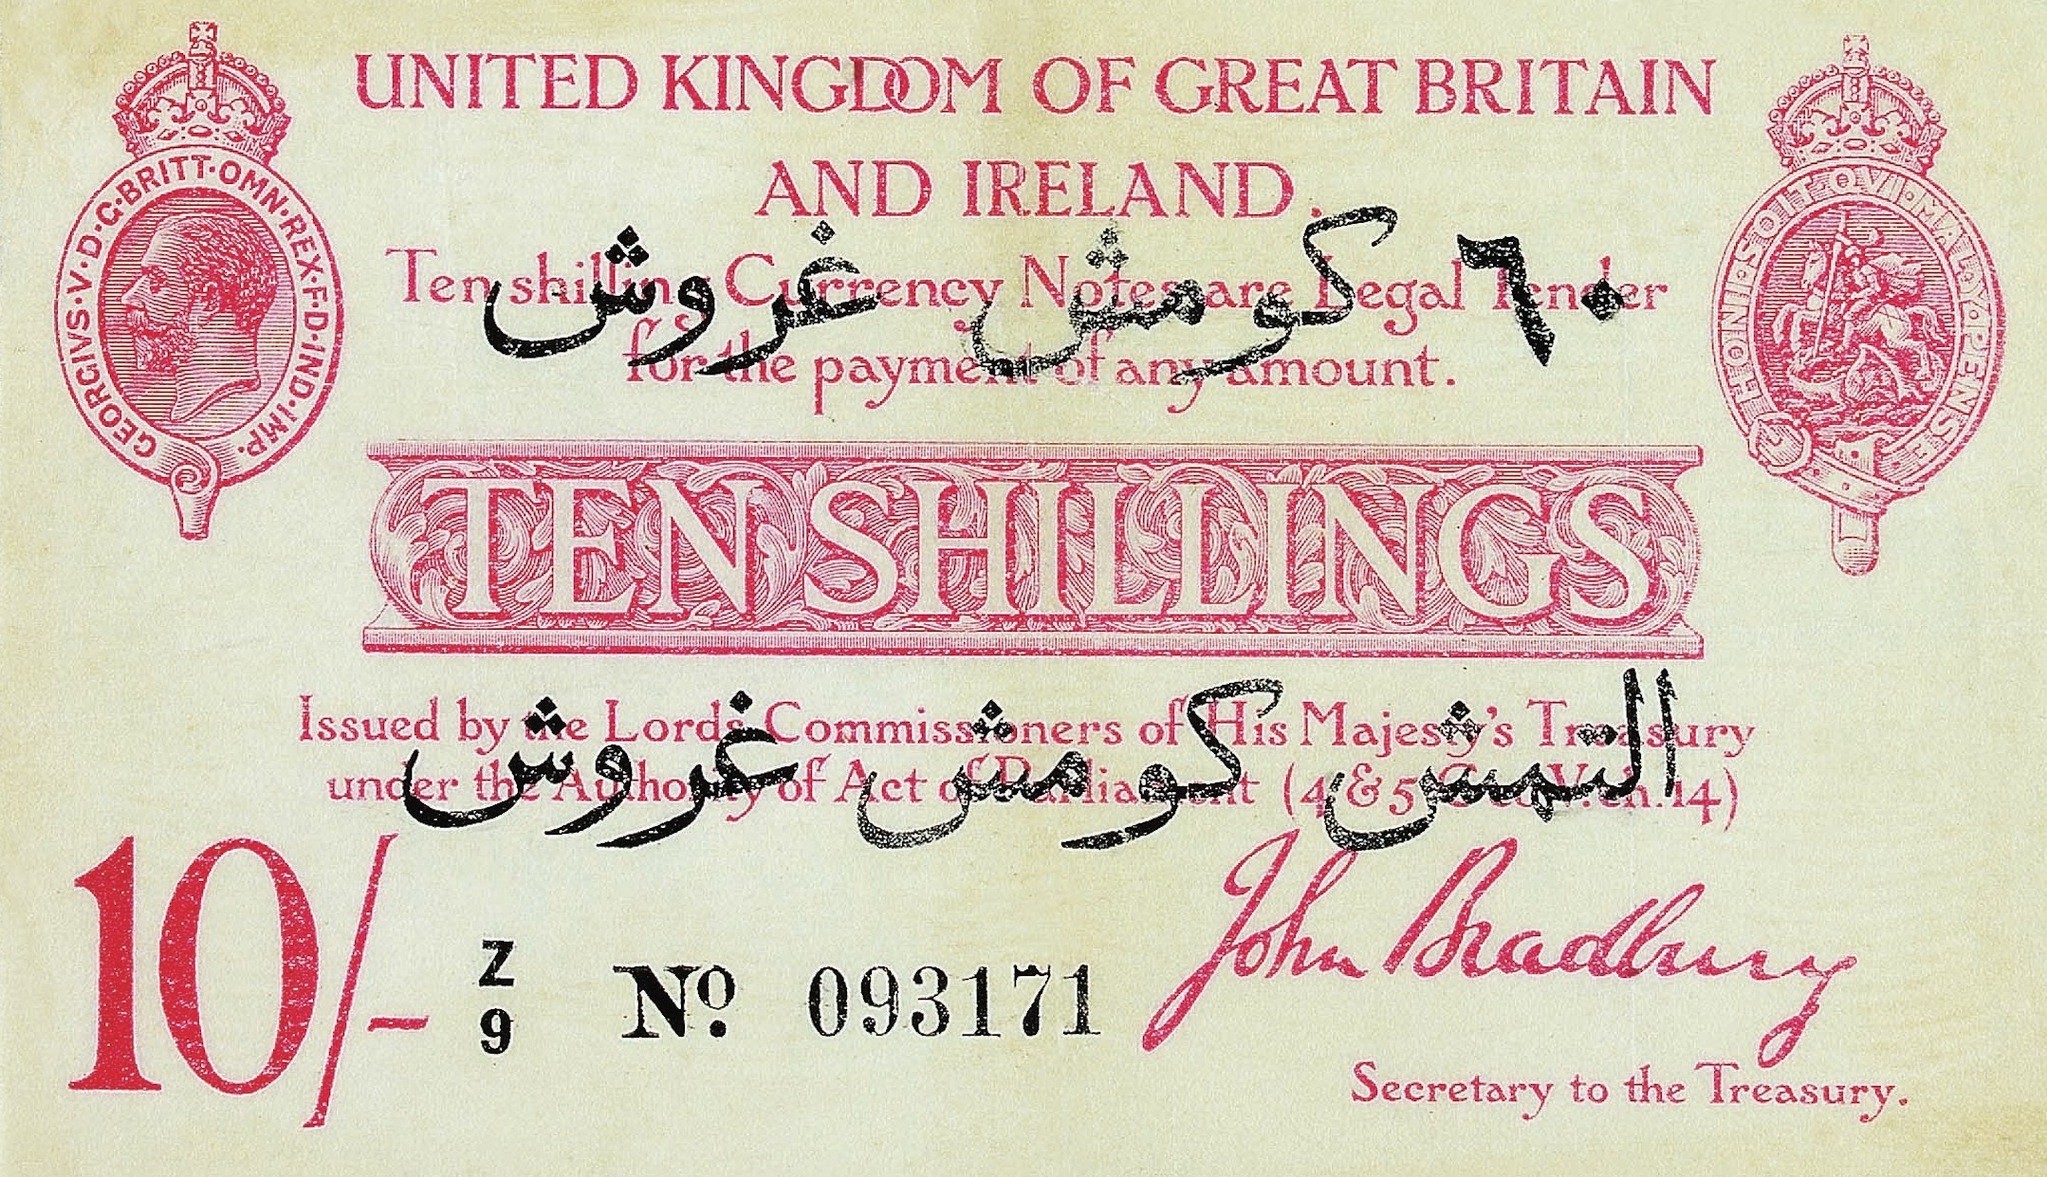 UNITED KINGDOM OF GREAT BRITAIN
AND IRELAND.
GEORGIVS·V·D·G·BRITT·OMN·REX·F·D·IND·IMP.
HONI·SOIT·QVI·MAL·Y·PENSE
Ten shilling Currency Notes are Legal Tender
for the payment of any amount.
٦٠ كومش غروش
TEN SHILLINGS
Issued by the Lords Commissioners of His Majesty's Treasury
under the Authority of Act of Parliament (4 & 5 Geo. V. ch. 14)
التمش كومش غروش
10/-
Z
9
No. 093171
John Bradbury
Secretary to the Treasury.